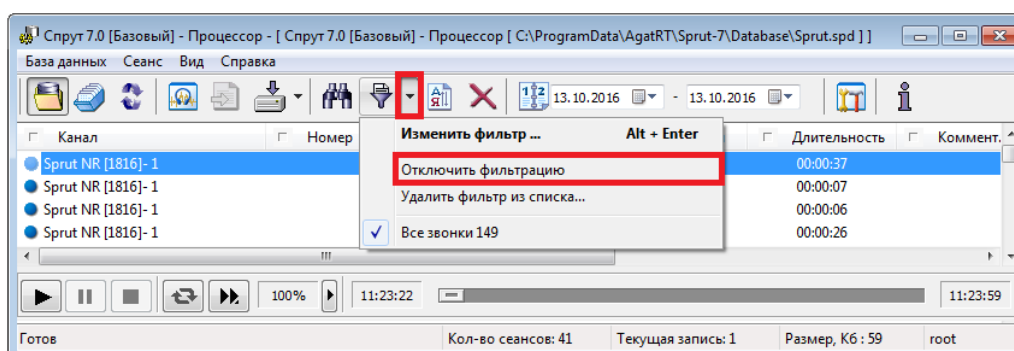 Спрут 7.0 [Базовый] - Процессор - [ Спрут 7.0 [Базовый] - Процессор [ C:\ProgramData\AgatRT\Sprut-7\Database\Sprut.spd ] ]
База данных Сеанс Вид Справка
13.10.2016 - 13.10.2016
Канал Номер Длительность Коммент.
Изменить фильтр ... Alt + Enter
Отключить фильтрацию
Удалить фильтр из списка...
Все звонки 149
Sprut NR [1816]- 1 00:00:37
Sprut NR [1816]- 1 00:00:07
Sprut NR [1816]- 1 00:00:06
Sprut NR [1816]- 1 00:00:26
100% 11:23:22 11:23:59
Готов Кол-во сеансов: 41 Текущая запись: 1 Размер, Кб : 59 root